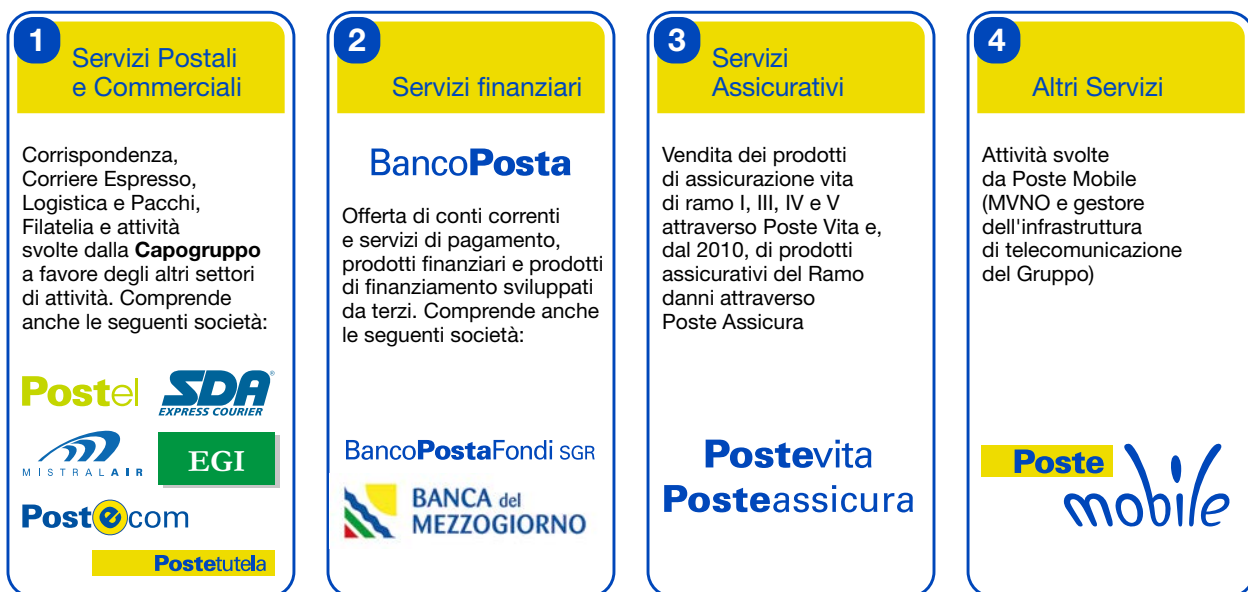 1
Servizi Postali
e Commerciali
Corrispondenza,
Corriere Espresso,
Logistica e Pacchi,
Filatelia e attività
svolte dalla Capogruppo
a favore degli altri settori
di attività. Comprende
anche le seguenti società:
Postel
SDA
EXPRESS COURIER
®
MISTRALAIR
EGI
Postecom
Postetutela
2
Servizi finanziari
BancoPosta
Offerta di conti correnti
e servizi di pagamento,
prodotti finanziari e prodotti
di finanziamento sviluppati
da terzi. Comprende anche
le seguenti società:
BancoPostaFondi SGR
BANCA del
MEZZOGIORNO
3
Servizi
Assicurativi
Vendita dei prodotti
di assicurazione vita
di ramo I, III, IV e V
attraverso Poste Vita e,
dal 2010, di prodotti
assicurativi del Ramo
danni attraverso
Poste Assicura
Postevita
Posteassicura
4
Altri Servizi
Attività svolte
da Poste Mobile
(MVNO e gestore
dell'infrastruttura
di telecomunicazione
del Gruppo)
Poste
mobile